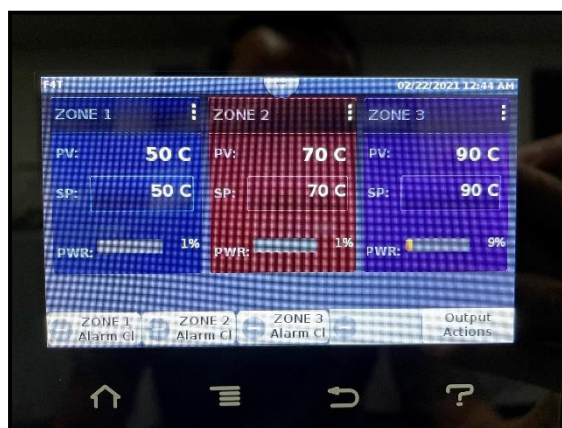 F4T 02/22/2021 12:44 AM
ZONE 1
PV: 50 C
SP: 50 C
PWR: 1%
ZONE 2
PV: 70 C
SP: 70 C
PWR: 1%
ZONE 3
PV: 90 C
SP: 90 C
PWR: 9%
ZONE 1
Alarm Cl
ZONE 2
Alarm Cl
ZONE 3
Alarm Cl
Output
Actions
?